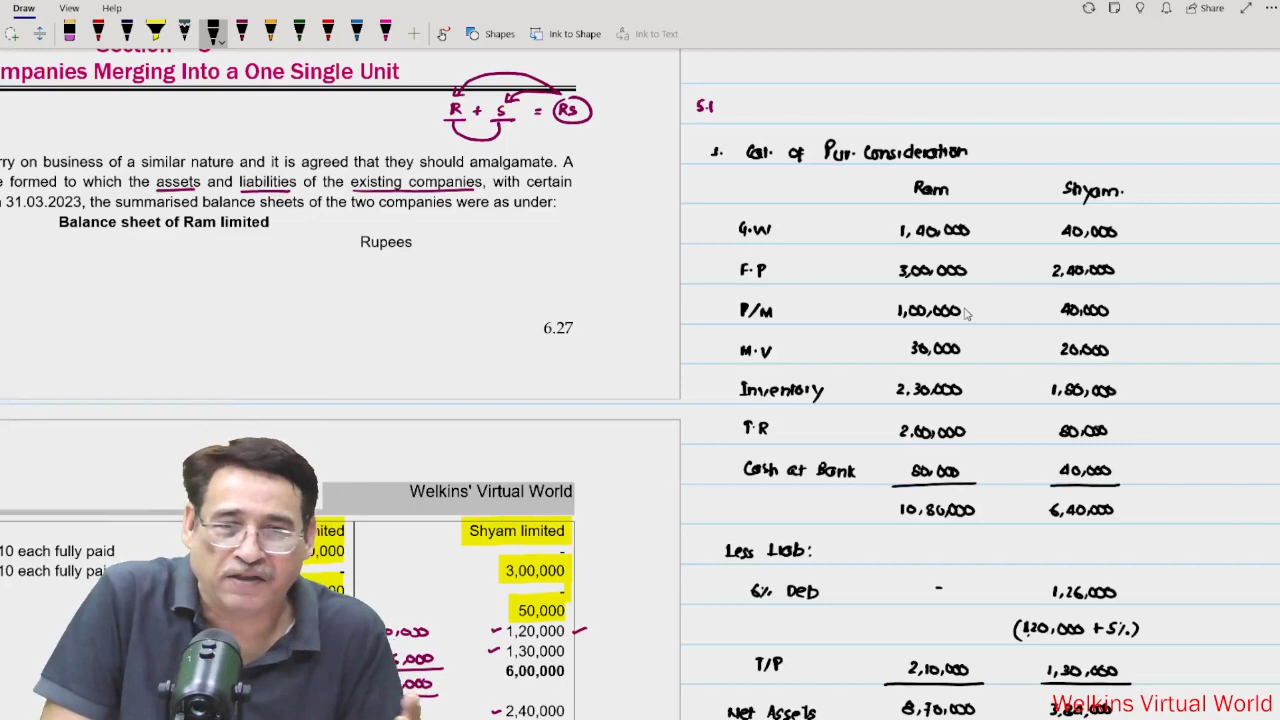 Draw View Help
Share
Shapes Ink to Shape Ink to Text
ompanies Merging Into a One Single Unit
R + S = RS
rry on business of a similar nature and it is agreed that they should amalgamate. A
e formed to which the assets and liabilities of the existing companies, with certain
31.03.2023, the summarised balance sheets of the two companies were as under:
Balance sheet of Ram limited
Rupees
6.27
Welkins' Virtual World
mited Shyam limited
10 each fully paid 0,000 -
10 each fully paid 3,00,000
-
50,000
1,20,000
1,30,000
6,00,000
2,40,000
5.1
1. Cal. of Pur. Consideration
Ram Shyam.
G.W 1,40,000 40,000
F.P 3,00,000 2,40,000
P/M 1,00,000 40,000
M.V 30,000 20,000
Inventory 2,30,000 1,80,000
T.R 2,00,000 80,000
Cash at Bank 80,000 40,000
10,80,000 6,40,000
Less Liab:
6% Deb - 1,26,000
(1,20,000 + 5%)
T/P 2,10,000 1,30,000
Net Assets 8,70,000
Welkins Virtual World